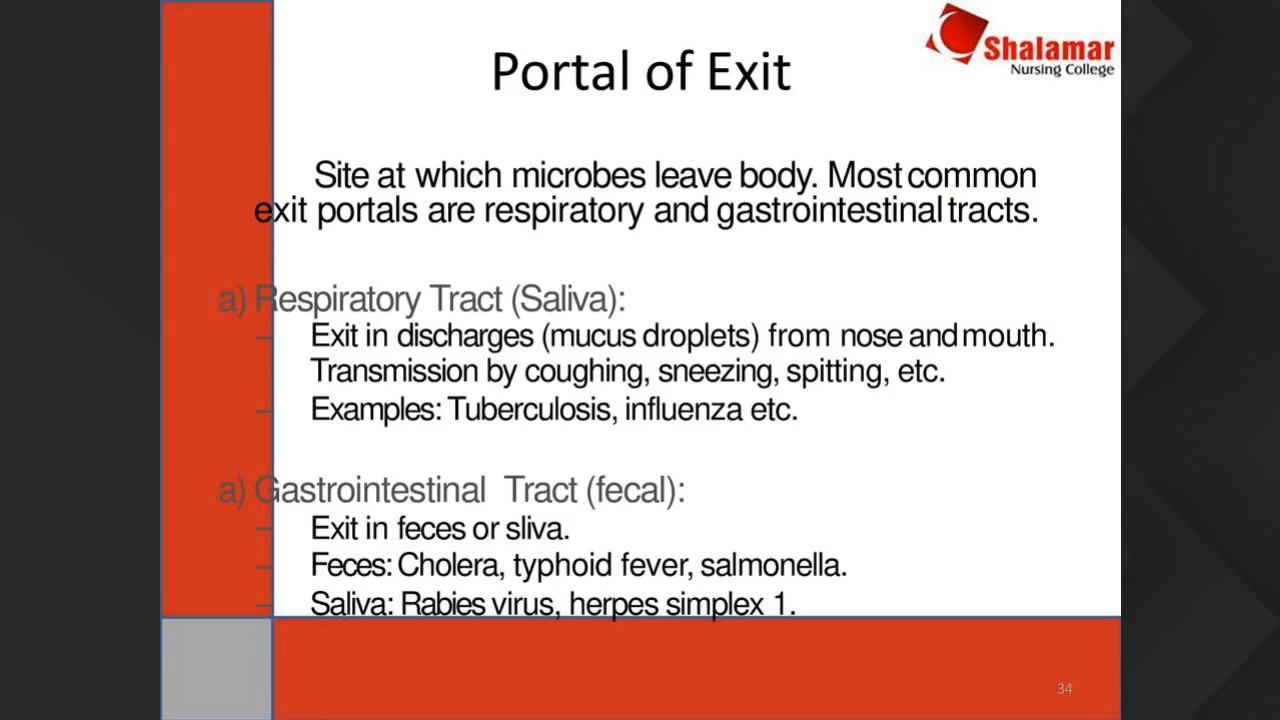 Shalamar
Nursing College
Portal of Exit
Site at which microbes leave body. Most common
exit portals are respiratory and gastrointestinal tracts.
a) Respiratory Tract (Saliva):
– Exit in discharges (mucus droplets) from nose and mouth.
Transmission by coughing, sneezing, spitting, etc.
– Examples: Tuberculosis, influenza etc.
a) Gastrointestinal Tract (fecal):
– Exit in feces or sliva.
– Feces: Cholera, typhoid fever, salmonella.
– Saliva: Rabies virus, herpes simplex 1.
34